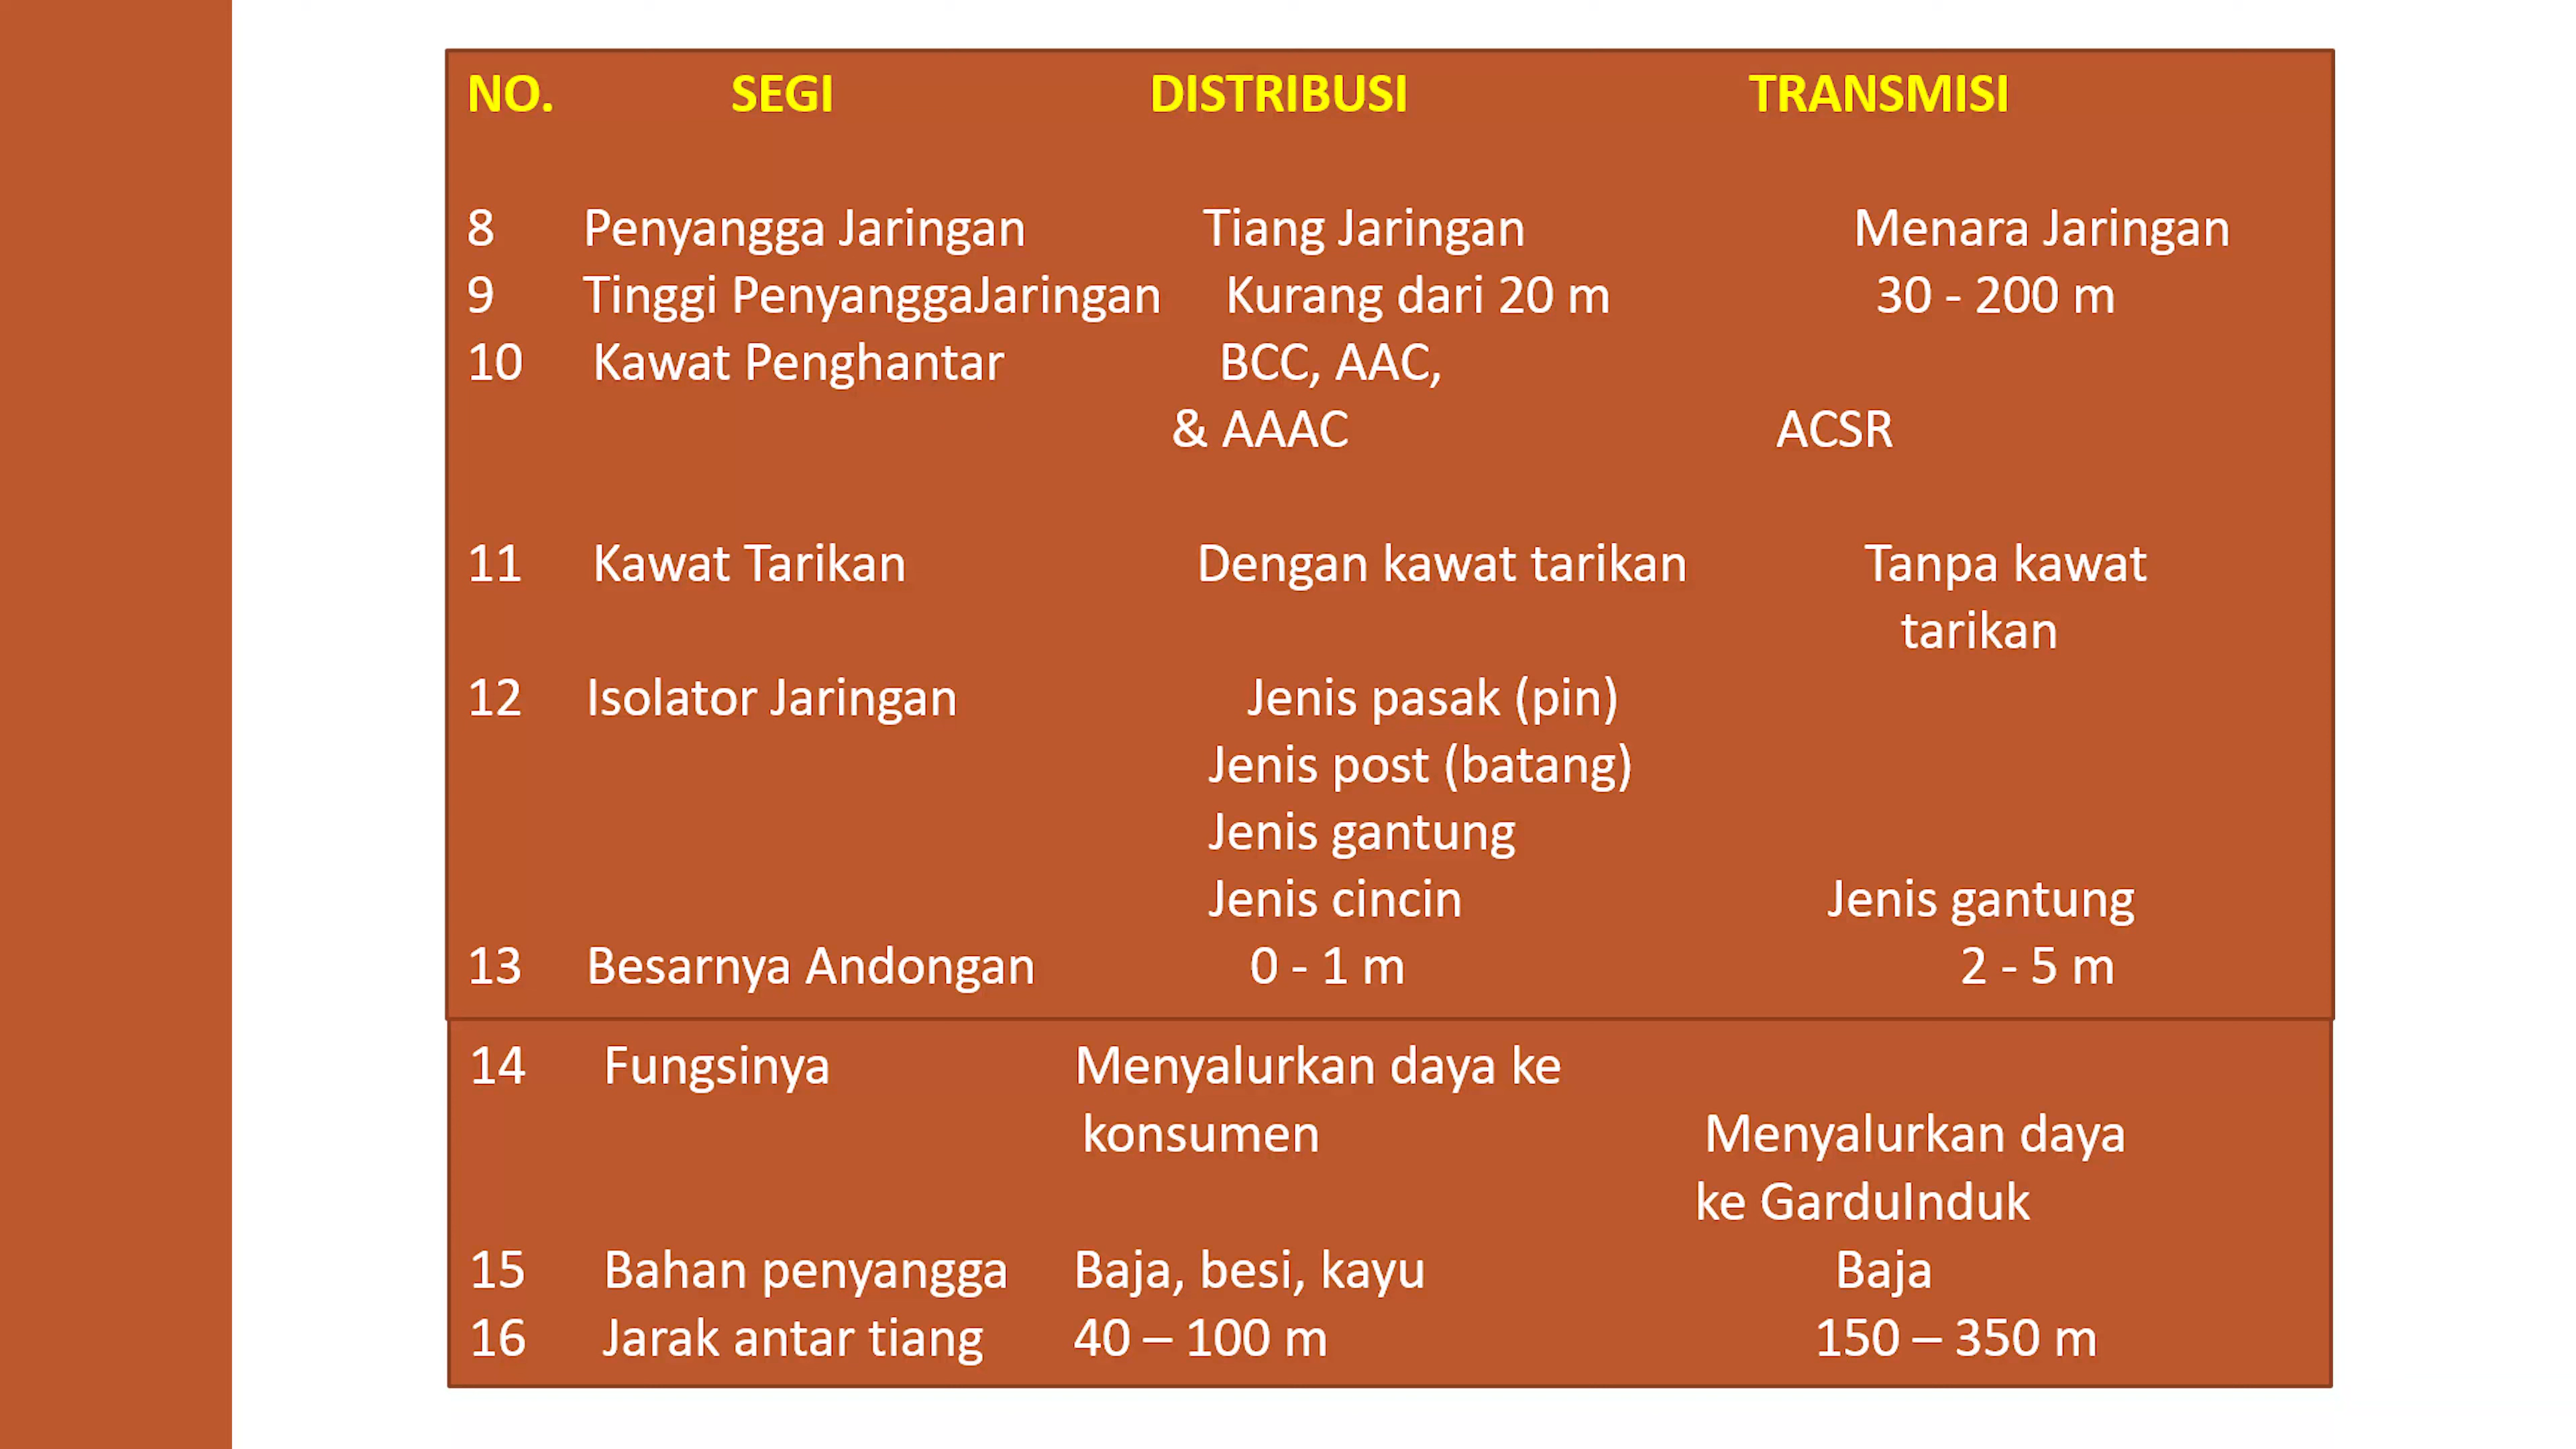 NO. SEGI DISTRIBUSI TRANSMISI
8 Penyangga Jaringan Tiang Jaringan Menara Jaringan
9 Tinggi PenyanggaJaringan Kurang dari 20 m 30 - 200 m
10 Kawat Penghantar BCC, AAC,
& AAAC ACSR
11 Kawat Tarikan Dengan kawat tarikan Tanpa kawat
tarikan
12 Isolator Jaringan Jenis pasak (pin)
Jenis post (batang)
Jenis gantung
Jenis cincin Jenis gantung
13 Besarnya Andongan 0 - 1 m 2 - 5 m
14 Fungsinya Menyalurkan daya ke
konsumen Menyalurkan daya
ke GarduInduk
15 Bahan penyangga Baja, besi, kayu Baja
16 Jarak antar tiang 40 – 100 m 150 – 350 m